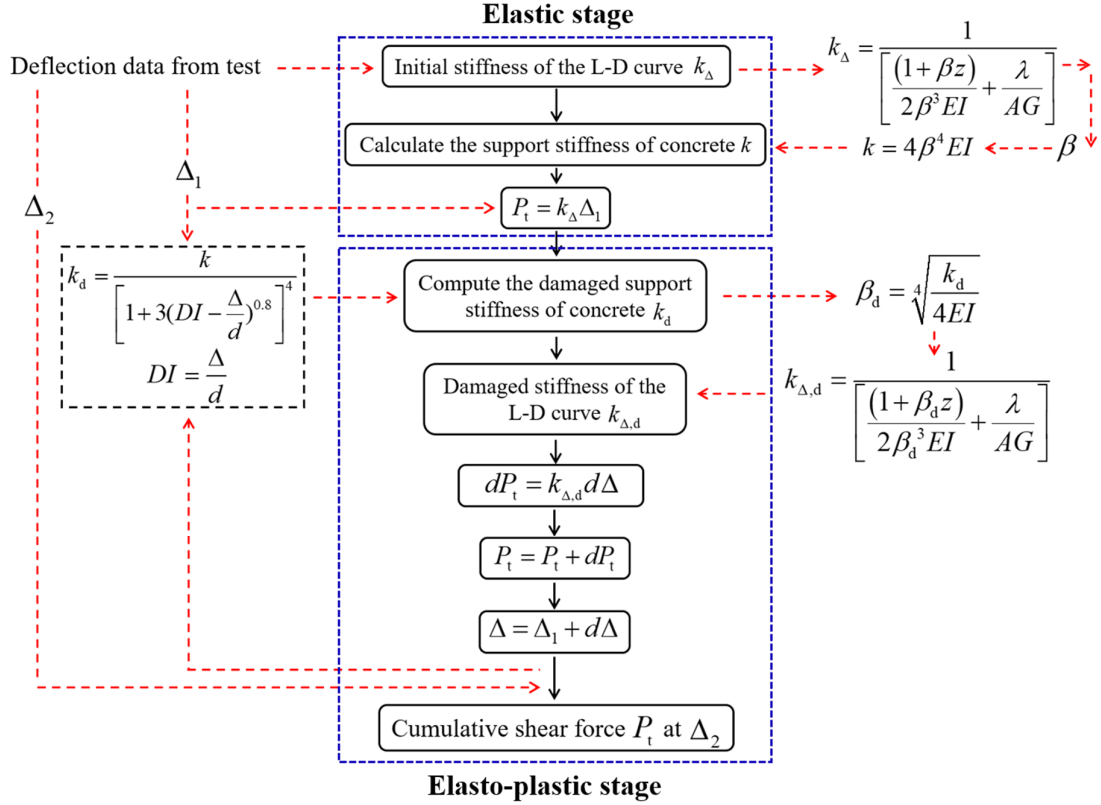 Elastic stage
Deflection data from test
Initial stiffness of the L-D curve k_Δ
k_Δ = 1 / [ (1 + βz) / (2β³EI) + λ / (AG) ]
Calculate the support stiffness of concrete k
k = 4β⁴EI
β
Δ₁
Δ₂
P_t = k_Δ Δ₁
k_d = k / [ 1 + 3(DI − Δ/d)^0.8 ]⁴
DI = Δ/d
Compute the damaged support
stiffness of concrete k_d
β_d = ⁴√( k_d / 4EI )
Damaged stiffness of the
L-D curve k_Δ,d
k_Δ,d = 1 / [ (1 + β_d z) / (2β_d³EI) + λ / (AG) ]
dP_t = k_Δ,d dΔ
P_t = P_t + dP_t
Δ = Δ₁ + dΔ
Cumulative shear force P_t at Δ₂
Elasto-plastic stage